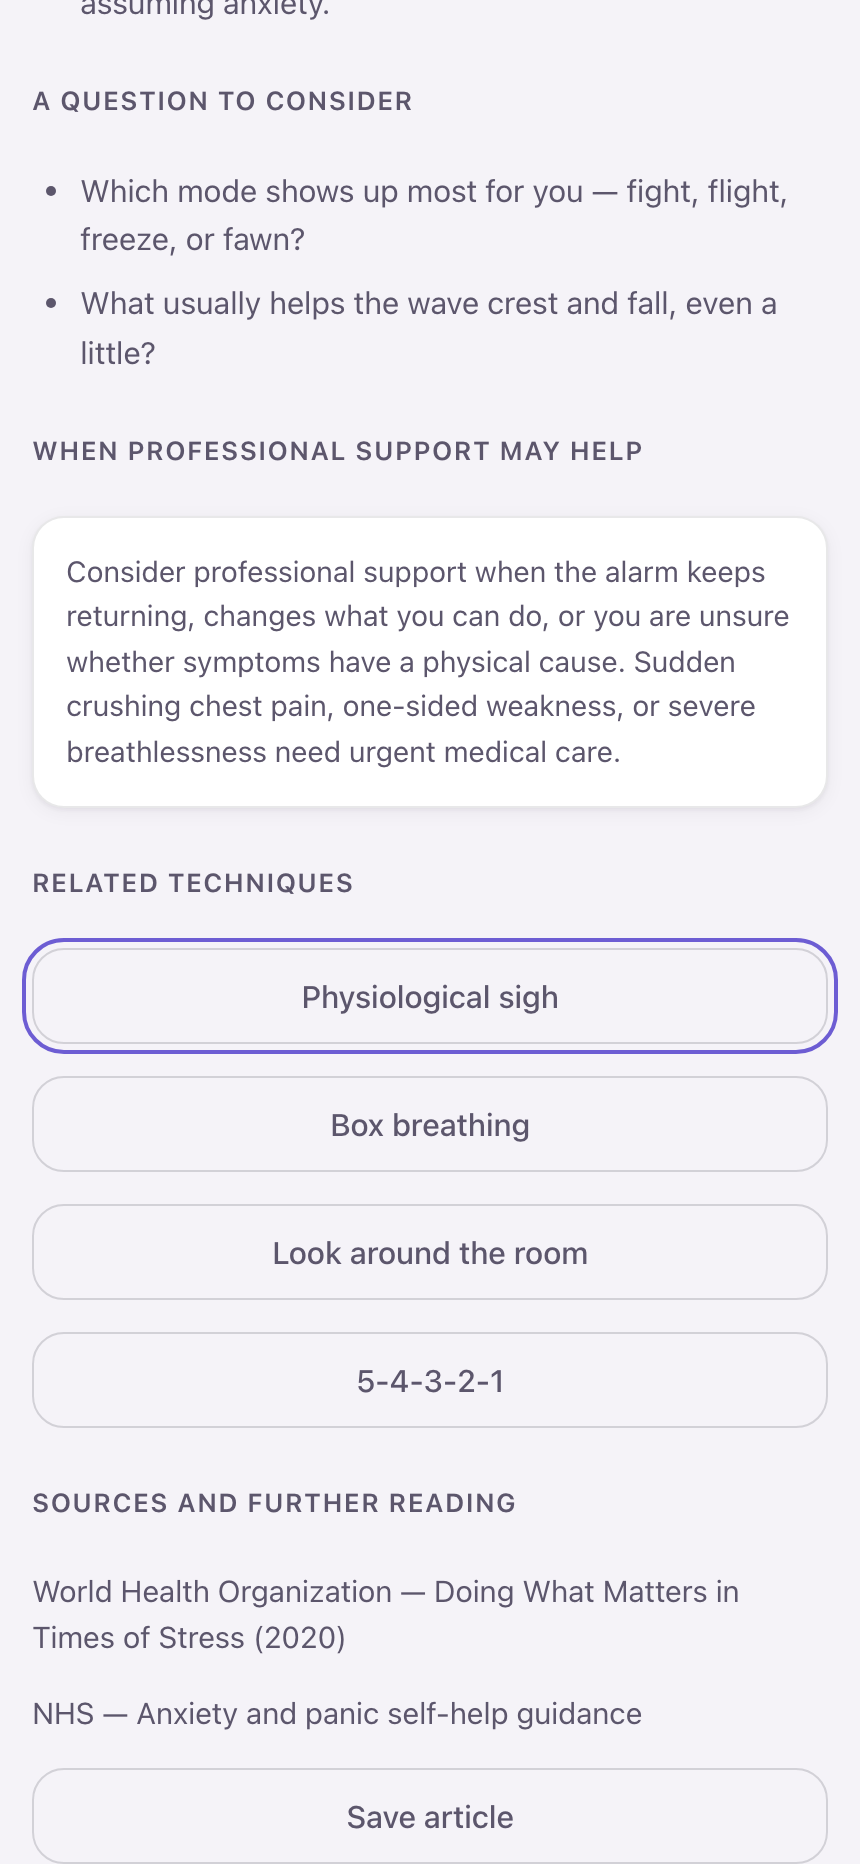 assuming anxiety.
A QUESTION TO CONSIDER
• Which mode shows up most for you — fight, flight,
freeze, or fawn?
• What usually helps the wave crest and fall, even a
little?
WHEN PROFESSIONAL SUPPORT MAY HELP
Consider professional support when the alarm keeps
returning, changes what you can do, or you are unsure
whether symptoms have a physical cause. Sudden
crushing chest pain, one-sided weakness, or severe
breathlessness need urgent medical care.
RELATED TECHNIQUES
Physiological sigh
Box breathing
Look around the room
5-4-3-2-1
SOURCES AND FURTHER READING
World Health Organization — Doing What Matters in
Times of Stress (2020)
NHS — Anxiety and panic self-help guidance
Save article